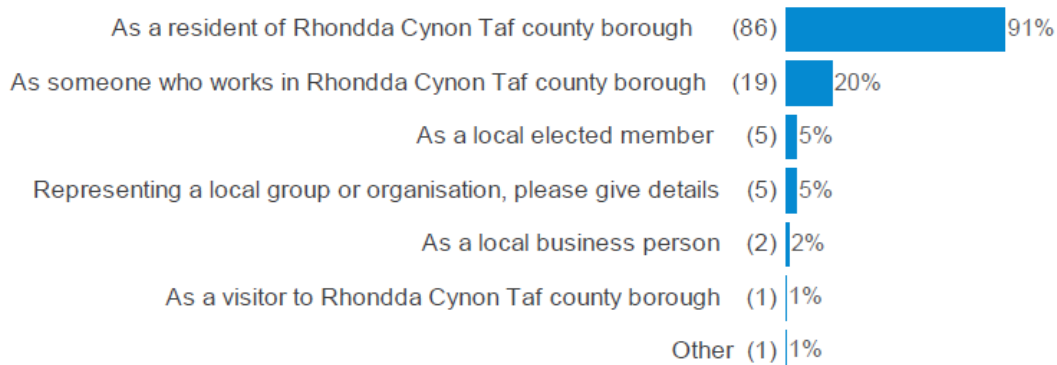 As a resident of Rhondda Cynon Taf county borough (86) 91%
As someone who works in Rhondda Cynon Taf county borough (19) 20%
As a local elected member (5) 5%
Representing a local group or organisation, please give details (5) 5%
As a local business person (2) 2%
As a visitor to Rhondda Cynon Taf county borough (1) 1%
Other (1) 1%